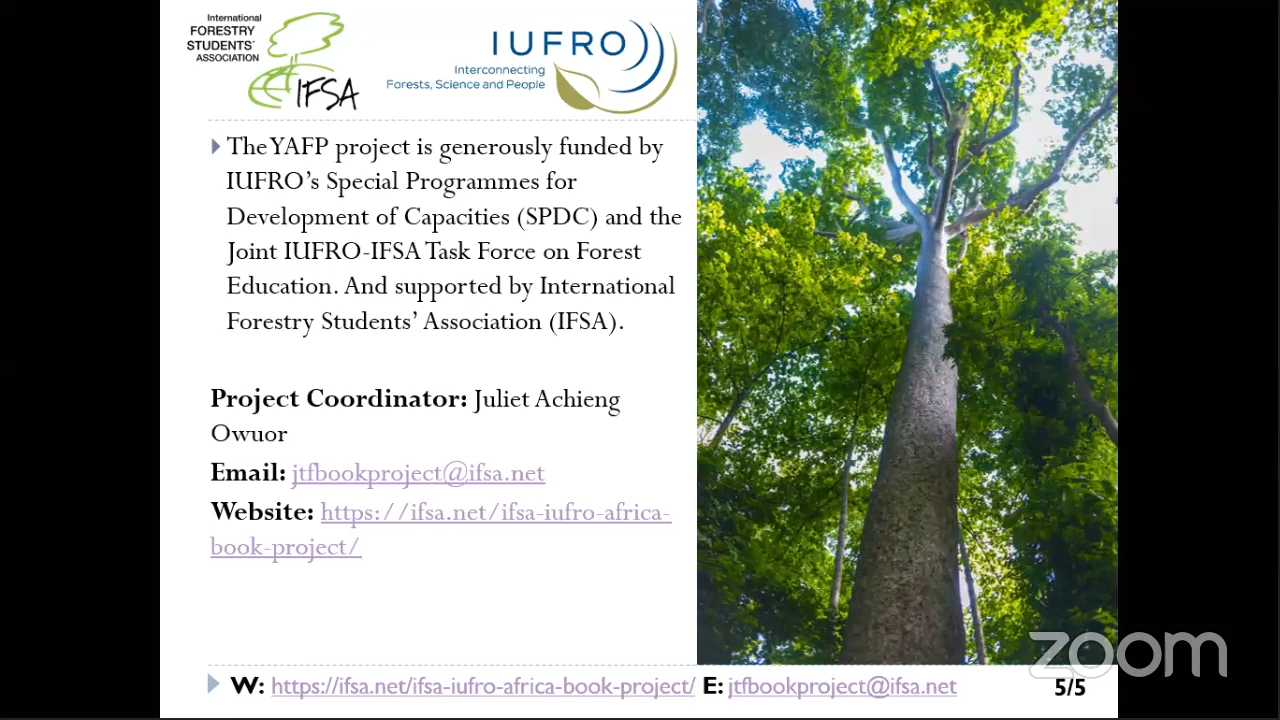 International
FORESTRY
STUDENTS'
ASSOCIATION
IFSA
IUFRO
Interconnecting
Forests, Science and People
The YAFP project is generously funded by
IUFRO's Special Programmes for
Development of Capacities (SPDC) and the
Joint IUFRO-IFSA Task Force on Forest
Education. And supported by International
Forestry Students' Association (IFSA).
Project Coordinator: Juliet Achieng
Owuor
Email: jtfbookproject@ifsa.net
Website: https://ifsa.net/ifsa-iufro-africa-
book-project/
W: https://ifsa.net/ifsa-iufro-africa-book-project/ E: jtfbookproject@ifsa.net
5/5
zoom